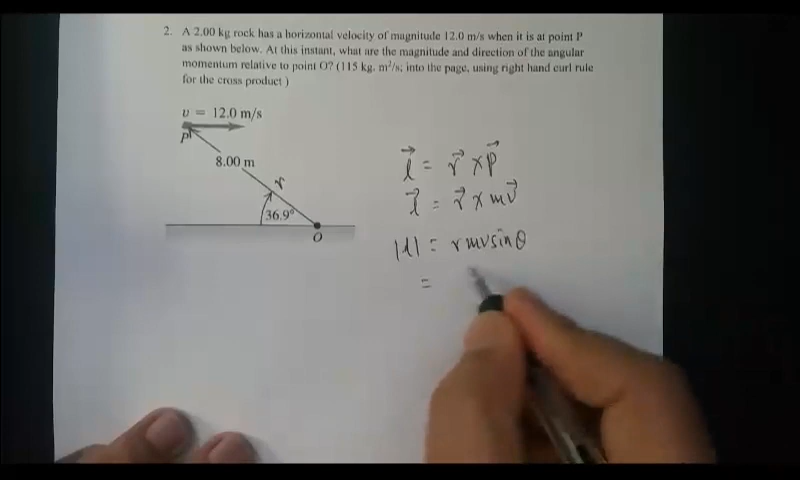 2. A 2.00 kg rock has a horizontal velocity of magnitude 12.0 m/s when it is at point P
as shown below. At this instant, what are the magnitude and direction of the angular
momentum relative to point O? (115 kg. m²/s; into the page, using right hand curl rule
for the cross product )
υ = 12.0 m/s
P
8.00 m
r
36.9°
O
l⃗ = r⃗ × p⃗
l⃗ = r⃗ × mv⃗
|l| = rmvsinθ
=